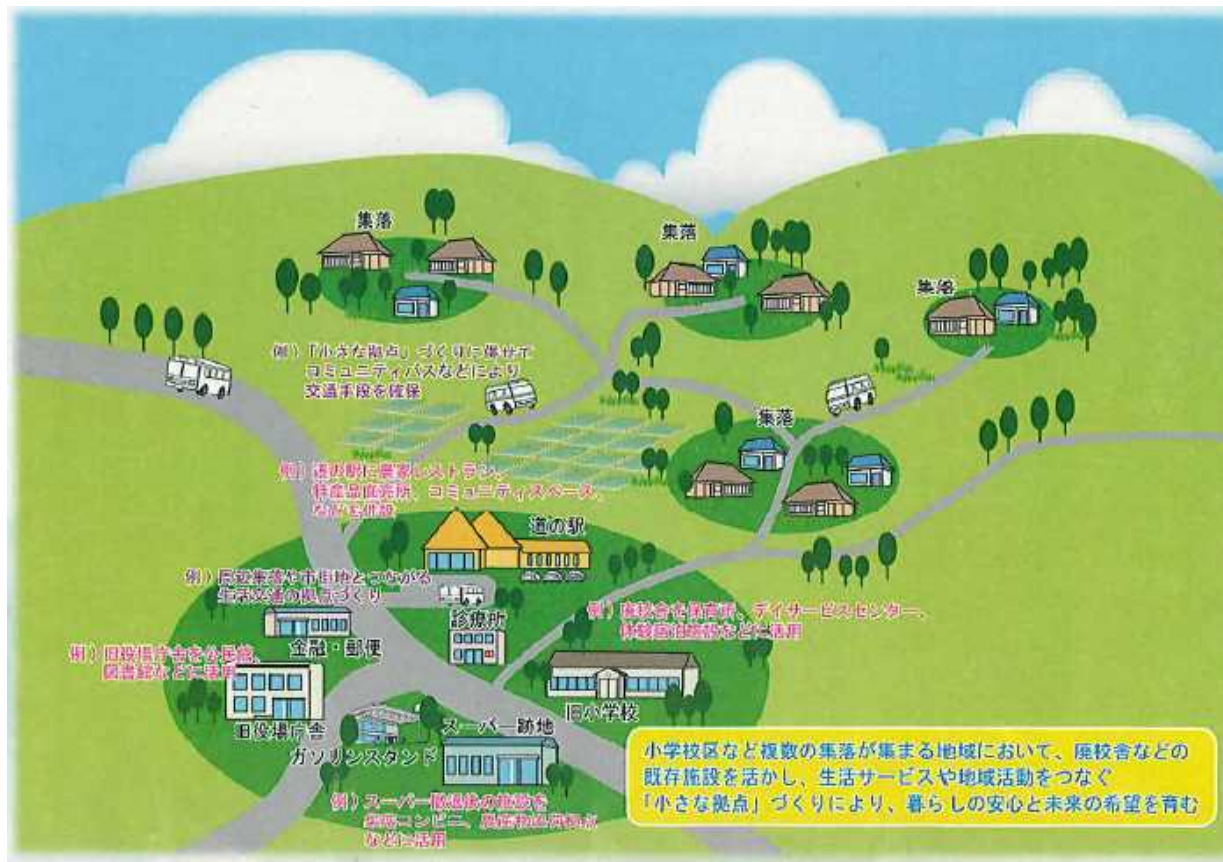 集落
集落
集落
例）「小さな拠点」づくりに併せて
コミュニティバスなどにより
交通手段を確保
集落
例）道の駅に農家レストラン、
特産品直売所、コミュニティスペース、
などを併設
道の駅
例）周辺集落や市街地とつながる
生活交通の拠点づくり
診療所
例）廃校舎を保育所、デイサービスセンター、
体験宿泊施設などに活用
金融・郵便
例）旧役場庁舎を公民館、
図書館などに活用
旧小学校
旧役場庁舎
スーパー跡地
ガソリンスタンド
例）スーパー撤退後の施設を
コンビニ、
などに活用
小学校区など複数の集落が集まる地域において、廃校舎などの
既存施設を活かし、生活サービスや地域活動をつなぐ
「小さな拠点」づくりにより、暮らしの安心と未来の希望を育む